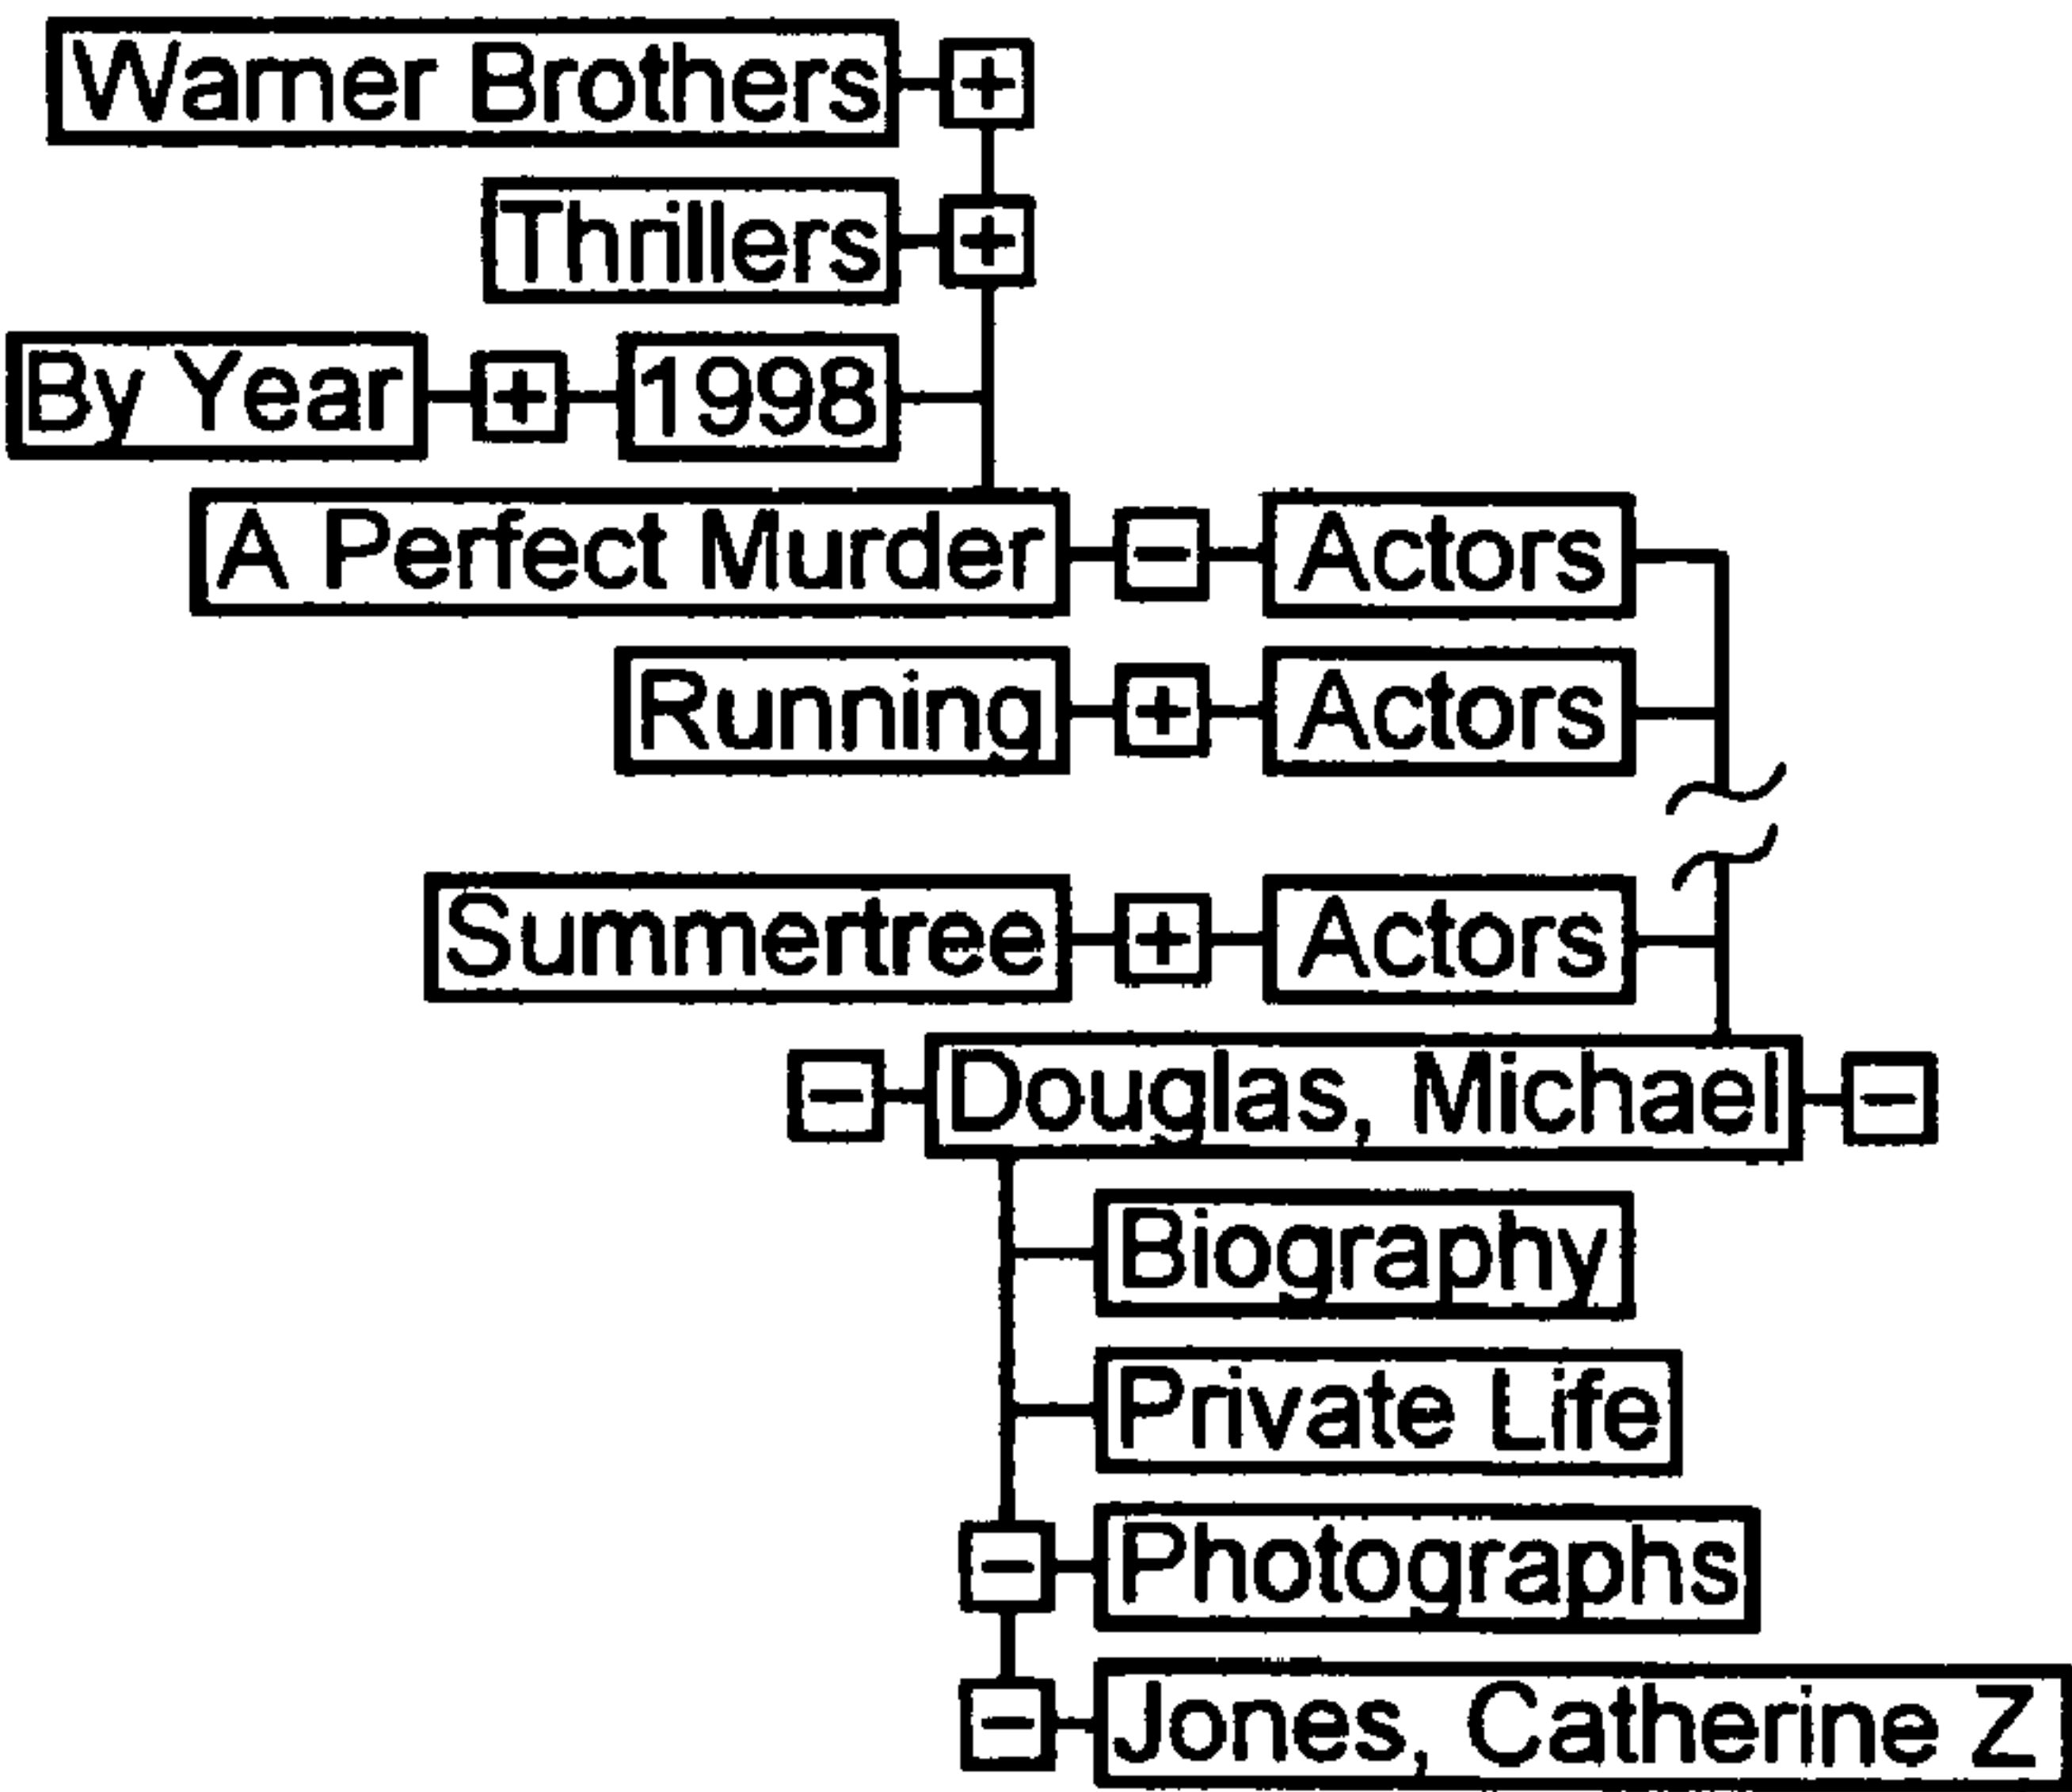 Warner Brothers +
Thrillers +
By Year + 1998
A Perfect Murder − Actors
Running + Actors
Summertree + Actors
− Douglas, Michael −
Biography
Private Life
− Photographs
− Jones, Catherine Z